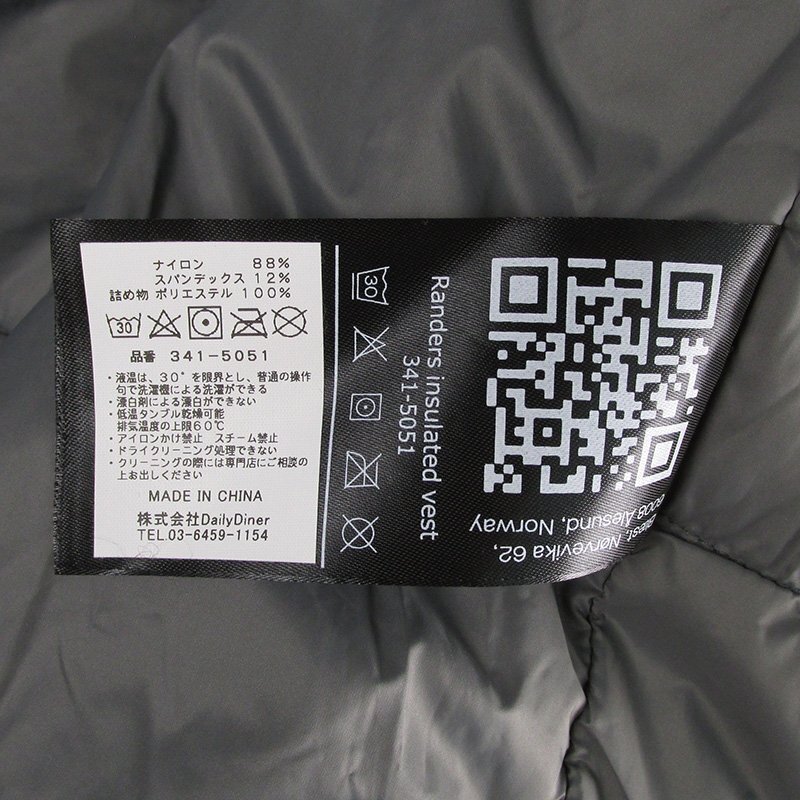 ナイロン 88%
スパンデックス 12%
詰め物 ポリエステル 100%
30
品番 341-5051
・液温は、30°を限界とし、普通の操作
句で洗濯機による洗濯ができる
・漂白剤による漂白ができない
・低温タンブル乾燥可能
排気温度の上限60℃
・アイロンかけ禁止 スチーム禁止
・ドライクリーニング処理できない
・クリーニングの際には専門店にご相談の
上お出しください
MADE IN CHINA
株式会社DailyDiner
TEL.03-6459-1154
30
Randers insulated vest
341-5051
Nørvevika 62,
6008 Ålesund, Norway